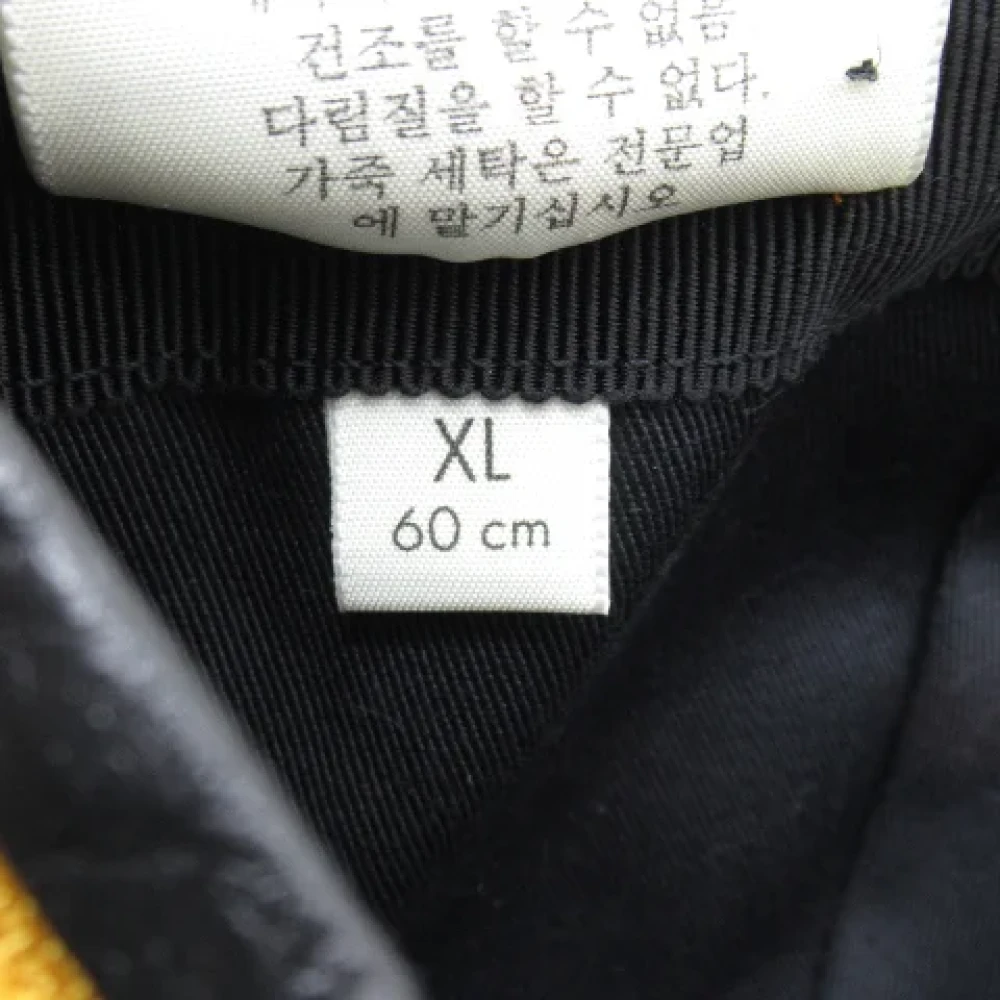 건조를 할 수 없음
다림질을 할 수 없다.
가죽 세탁은 전문업
에 맡기십시오
XL
60 cm